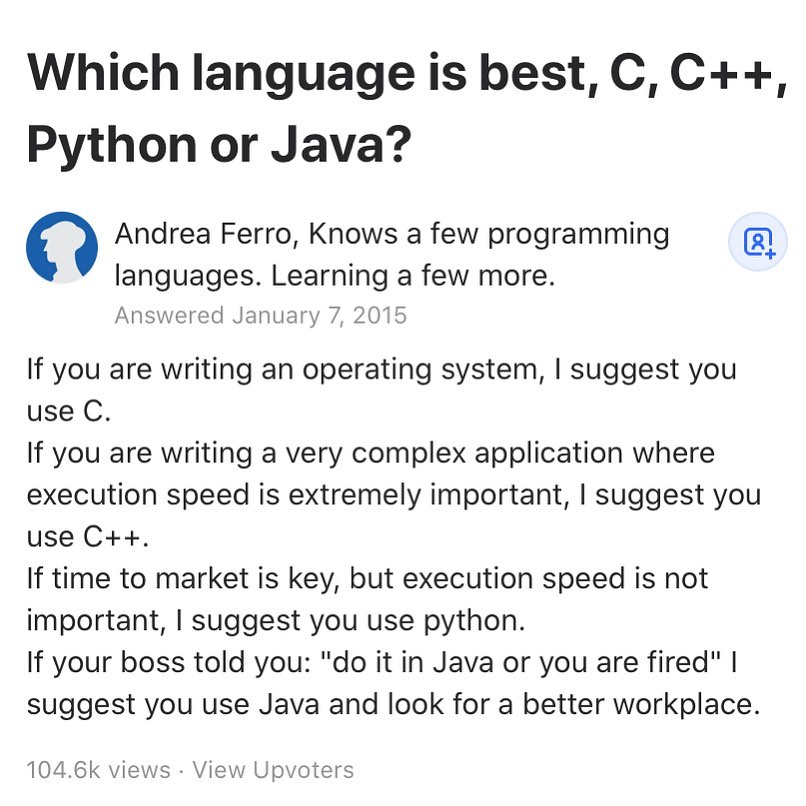 Which language is best, C, C++,
Python or Java?
Andrea Ferro, Knows a few programming
languages. Learning a few more.
Answered January 7, 2015
If you are writing an operating system, I suggest you
use C.
If you are writing a very complex application where
execution speed is extremely important, I suggest you
use C++.
If time to market is key, but execution speed is not
important, I suggest you use python.
If your boss told you: "do it in Java or you are fired" I
suggest you use Java and look for a better workplace.
104.6k views · View Upvoters